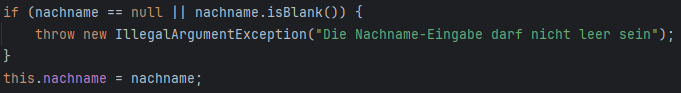 if (nachname == null || nachname.isBlank()) {
    throw new IllegalArgumentException("Die Nachname-Eingabe darf nicht leer sein");
}
this.nachname = nachname;